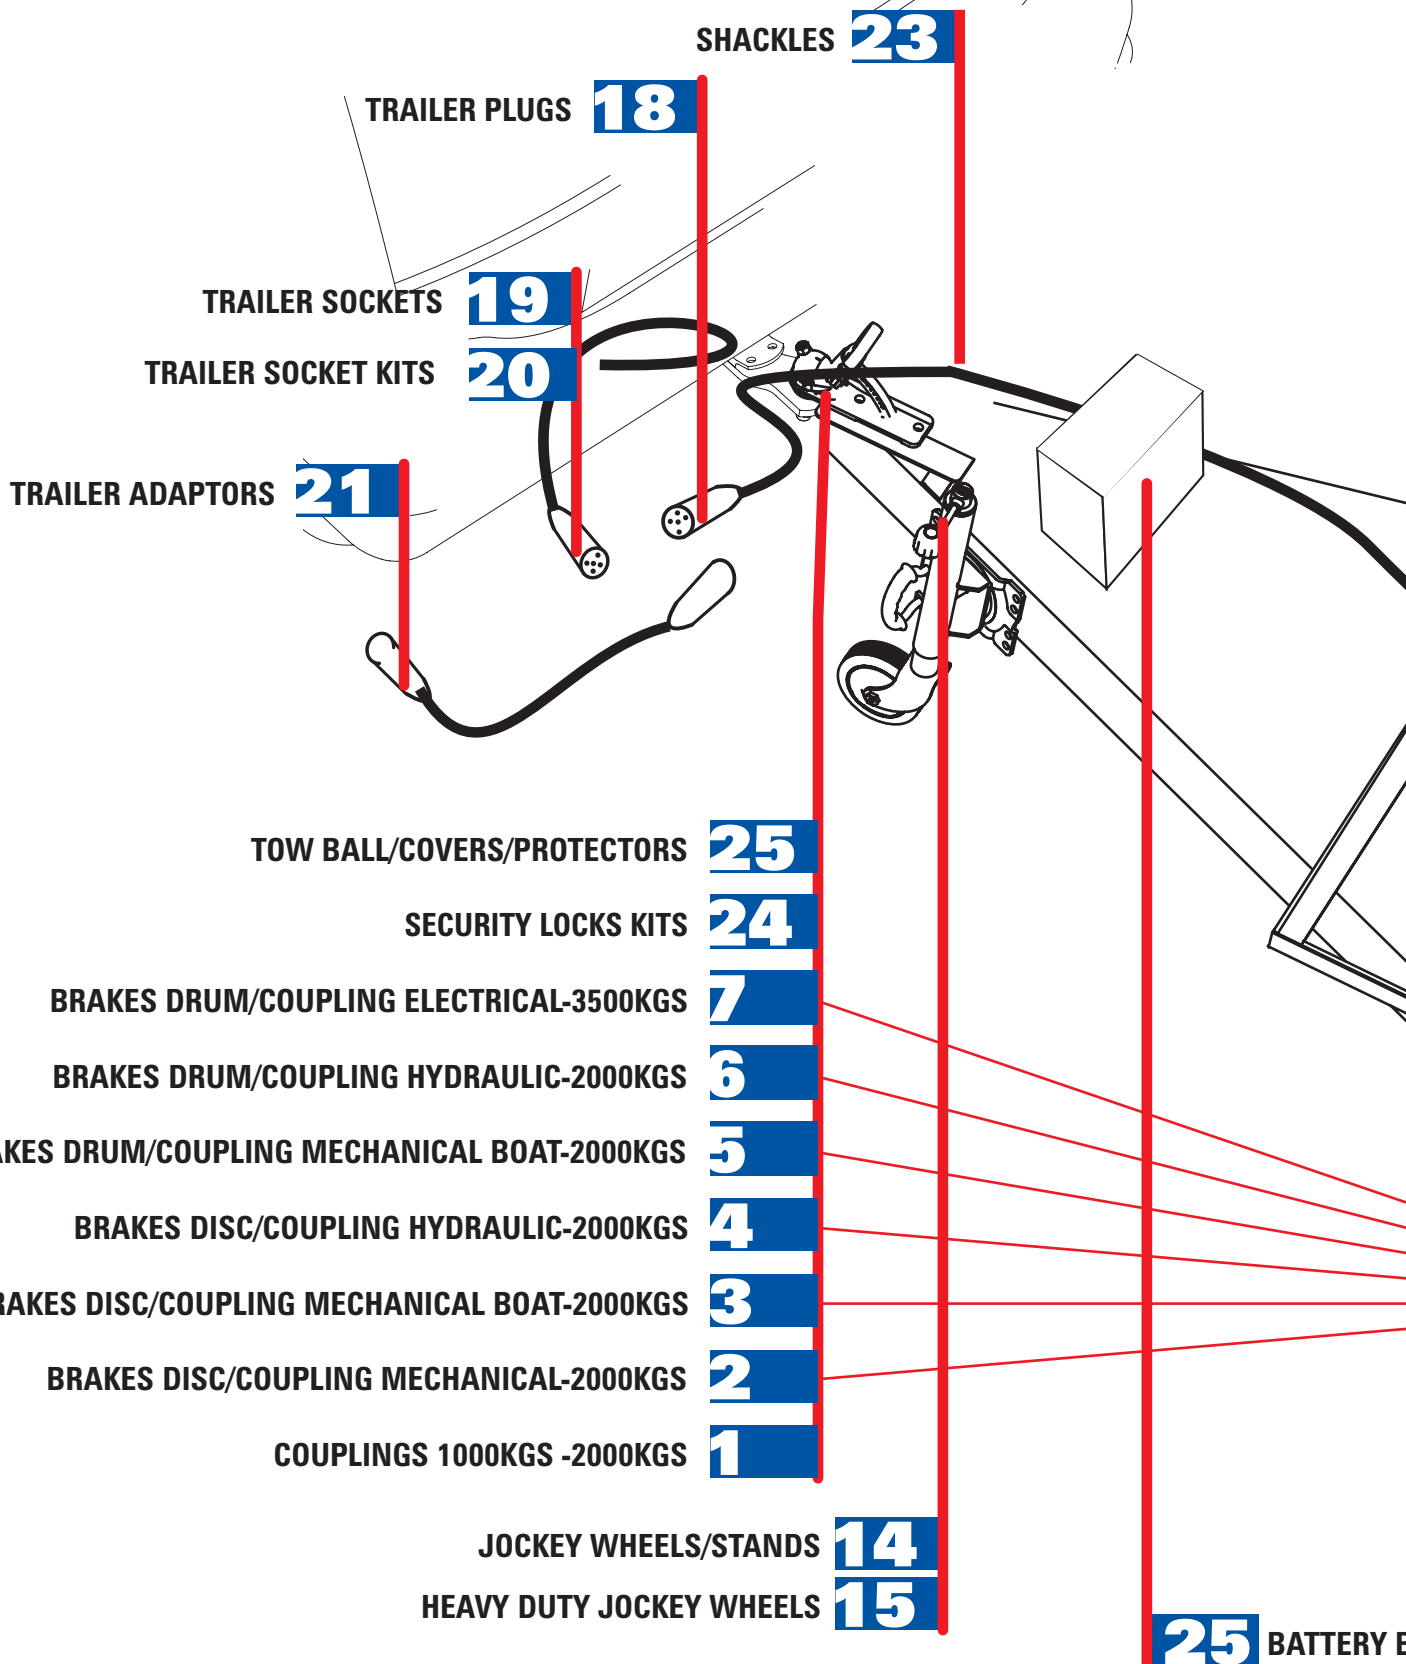 SHACKLES 23
TRAILER PLUGS 18
TRAILER SOCKETS 19
TRAILER SOCKET KITS 20
TRAILER ADAPTORS 21
TOW BALL/COVERS/PROTECTORS 25
SECURITY LOCKS KITS 24
BRAKES DRUM/COUPLING ELECTRICAL-3500KGS 7
BRAKES DRUM/COUPLING HYDRAULIC-2000KGS 6
DRUM/COUPLING MECHANICAL BOAT-2000KGS 5
BRAKES DISC/COUPLING HYDRAULIC-2000KGS 4
DISC/COUPLING MECHANICAL BOAT-2000KGS 3
BRAKES DISC/COUPLING MECHANICAL-2000KGS 2
COUPLINGS 1000KGS -2000KGS 1
JOCKEY WHEELS/STANDS 14
HEAVY DUTY JOCKEY WHEELS 15
25 BATTERY